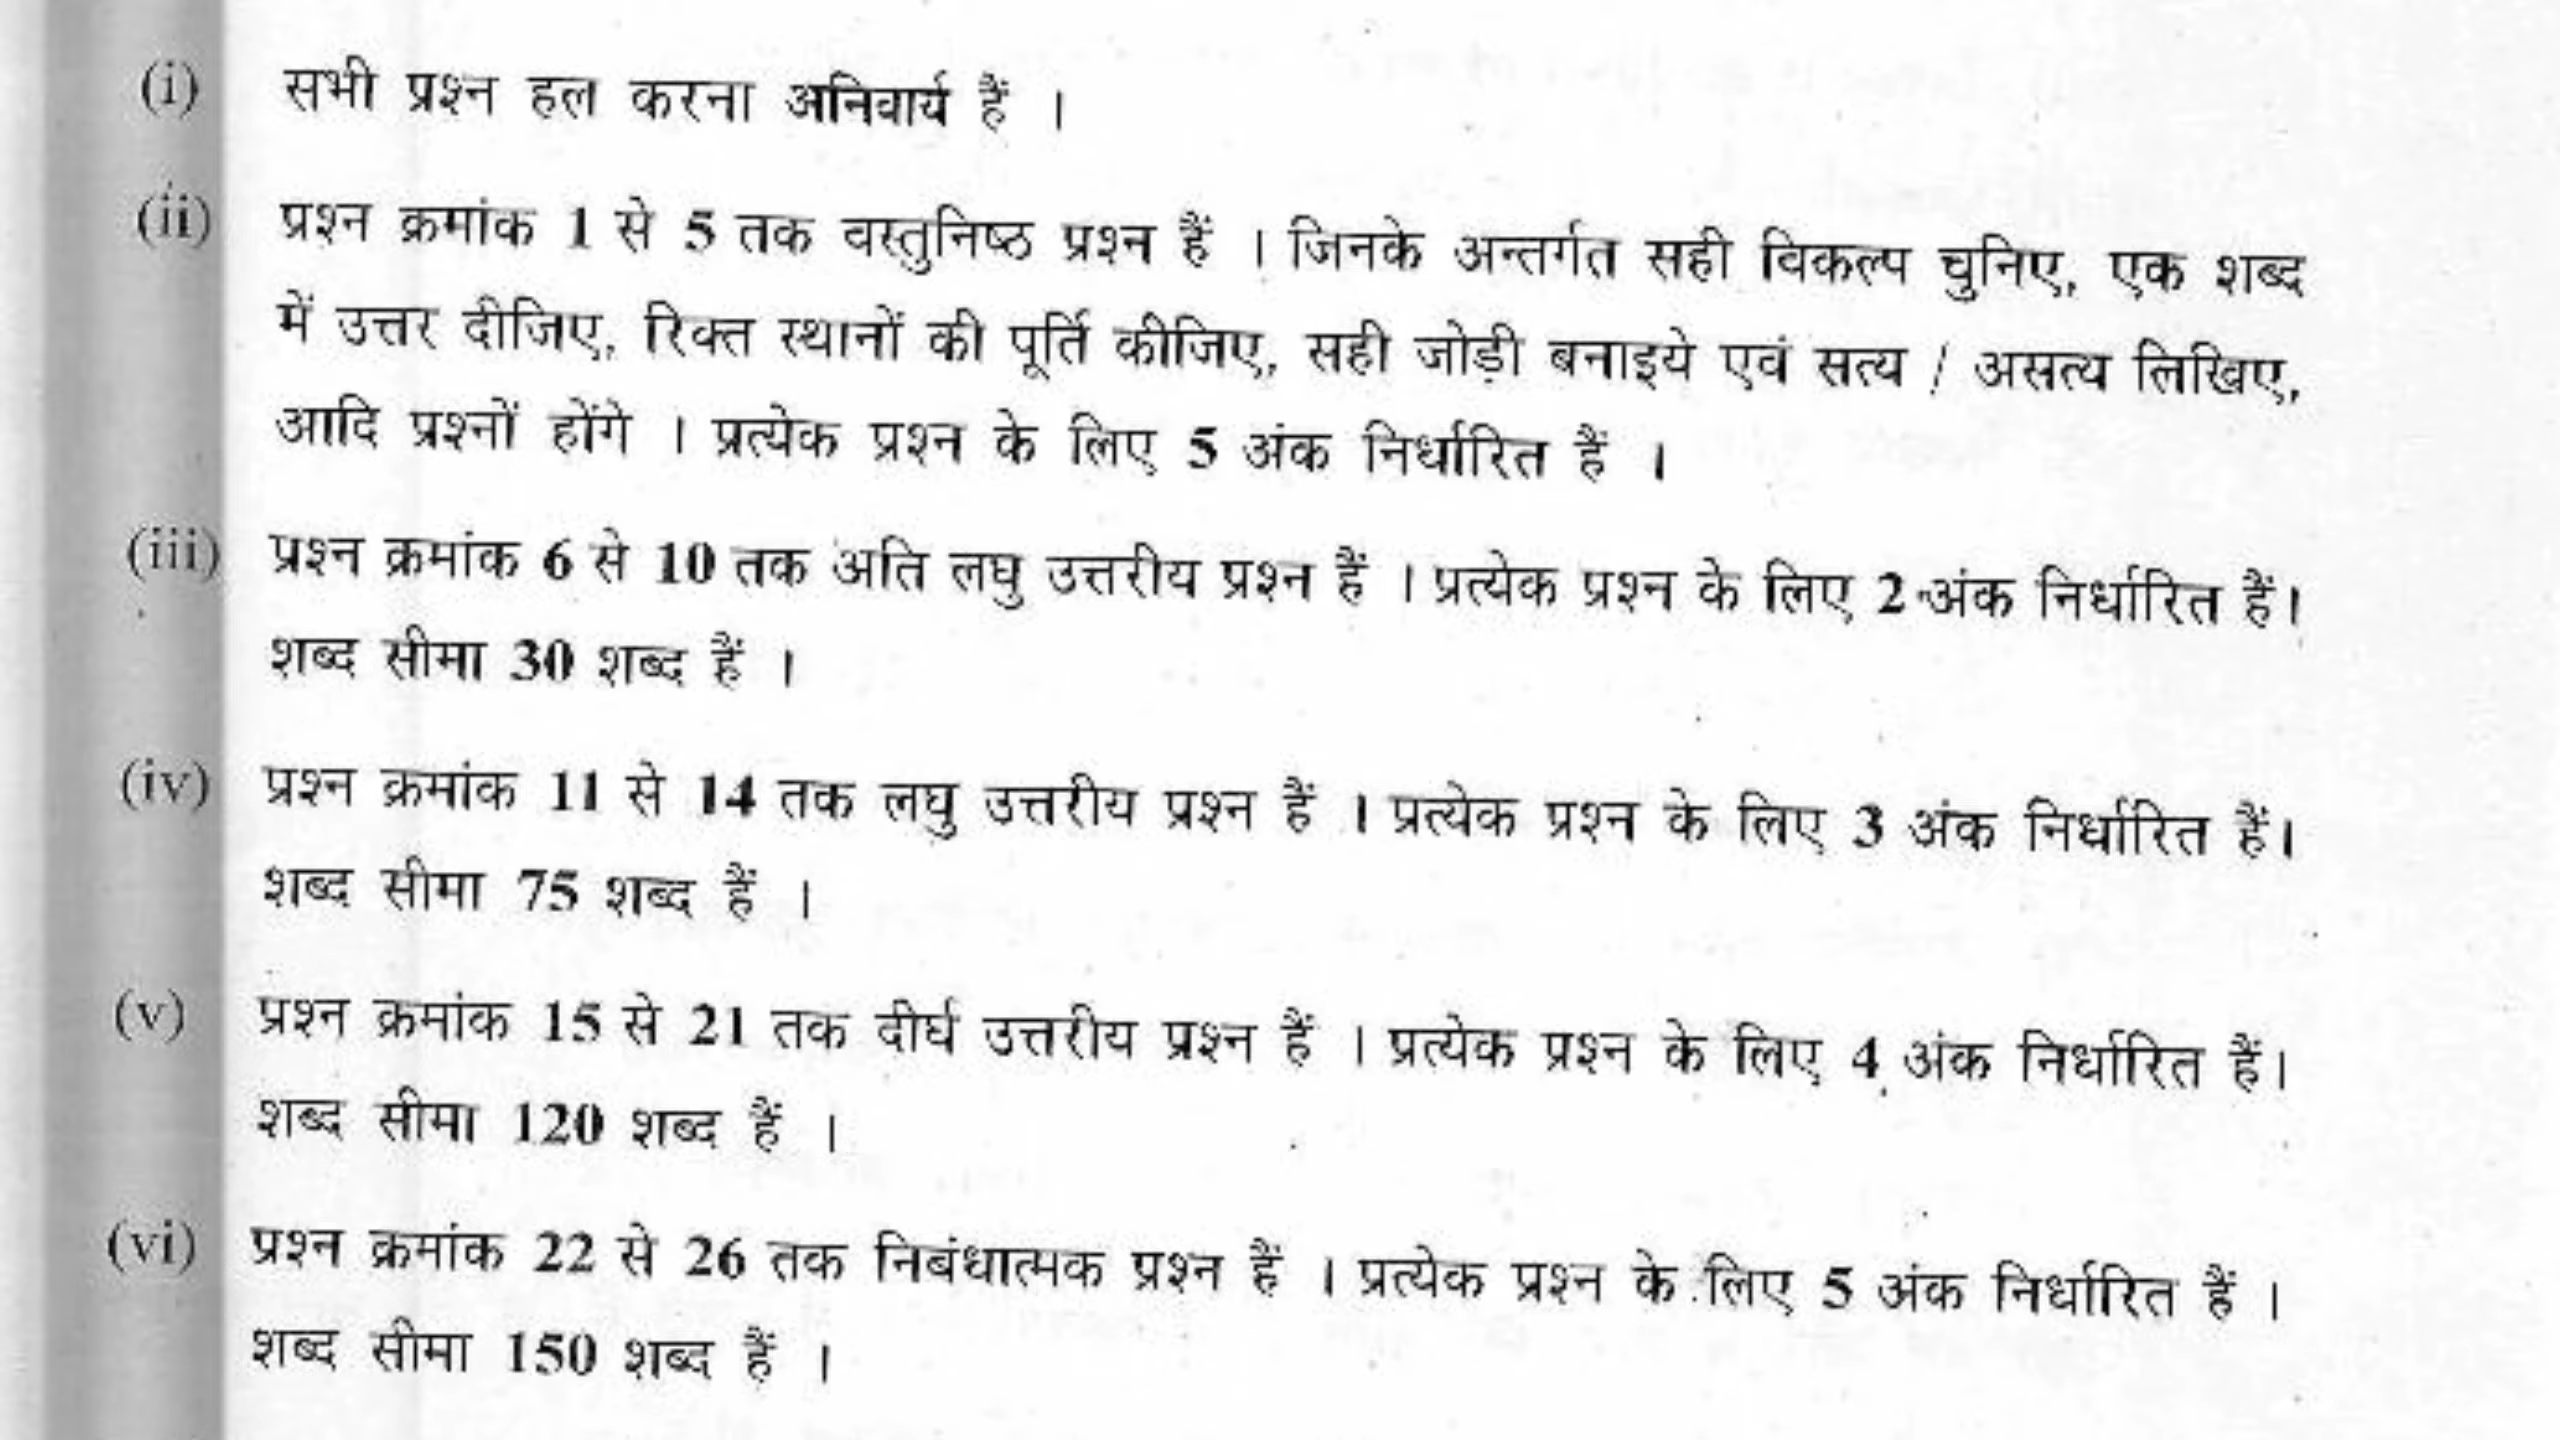 (i) सभी प्रश्न हल करना अनिवार्य हैं ।
(ii) प्रश्न क्रमांक 1 से 5 तक वस्तुनिष्ठ प्रश्न हैं । जिनके अन्तर्गत सही विकल्प चुनिए, एक शब्द
में उत्तर दीजिए, रिक्त स्थानों की पूर्ति कीजिए, सही जोड़ी बनाइये एवं सत्य / असत्य लिखिए,
आदि प्रश्नों होंगे । प्रत्येक प्रश्न के लिए 5 अंक निर्धारित हैं ।
(iii) प्रश्न क्रमांक 6 से 10 तक अति लघु उत्तरीय प्रश्न हैं । प्रत्येक प्रश्न के लिए 2 अंक निर्धारित हैं।
शब्द सीमा 30 शब्द हैं ।
(iv) प्रश्न क्रमांक 11 से 14 तक लघु उत्तरीय प्रश्न हैं । प्रत्येक प्रश्न के लिए 3 अंक निर्धारित हैं।
शब्द सीमा 75 शब्द हैं ।
(v) प्रश्न क्रमांक 15 से 21 तक दीर्घ उत्तरीय प्रश्न हैं । प्रत्येक प्रश्न के लिए 4 अंक निर्धारित हैं।
शब्द सीमा 120 शब्द हैं ।
(vi) प्रश्न क्रमांक 22 से 26 तक निबंधात्मक प्रश्न हैं । प्रत्येक प्रश्न के लिए 5 अंक निर्धारित हैं ।
शब्द सीमा 150 शब्द हैं ।